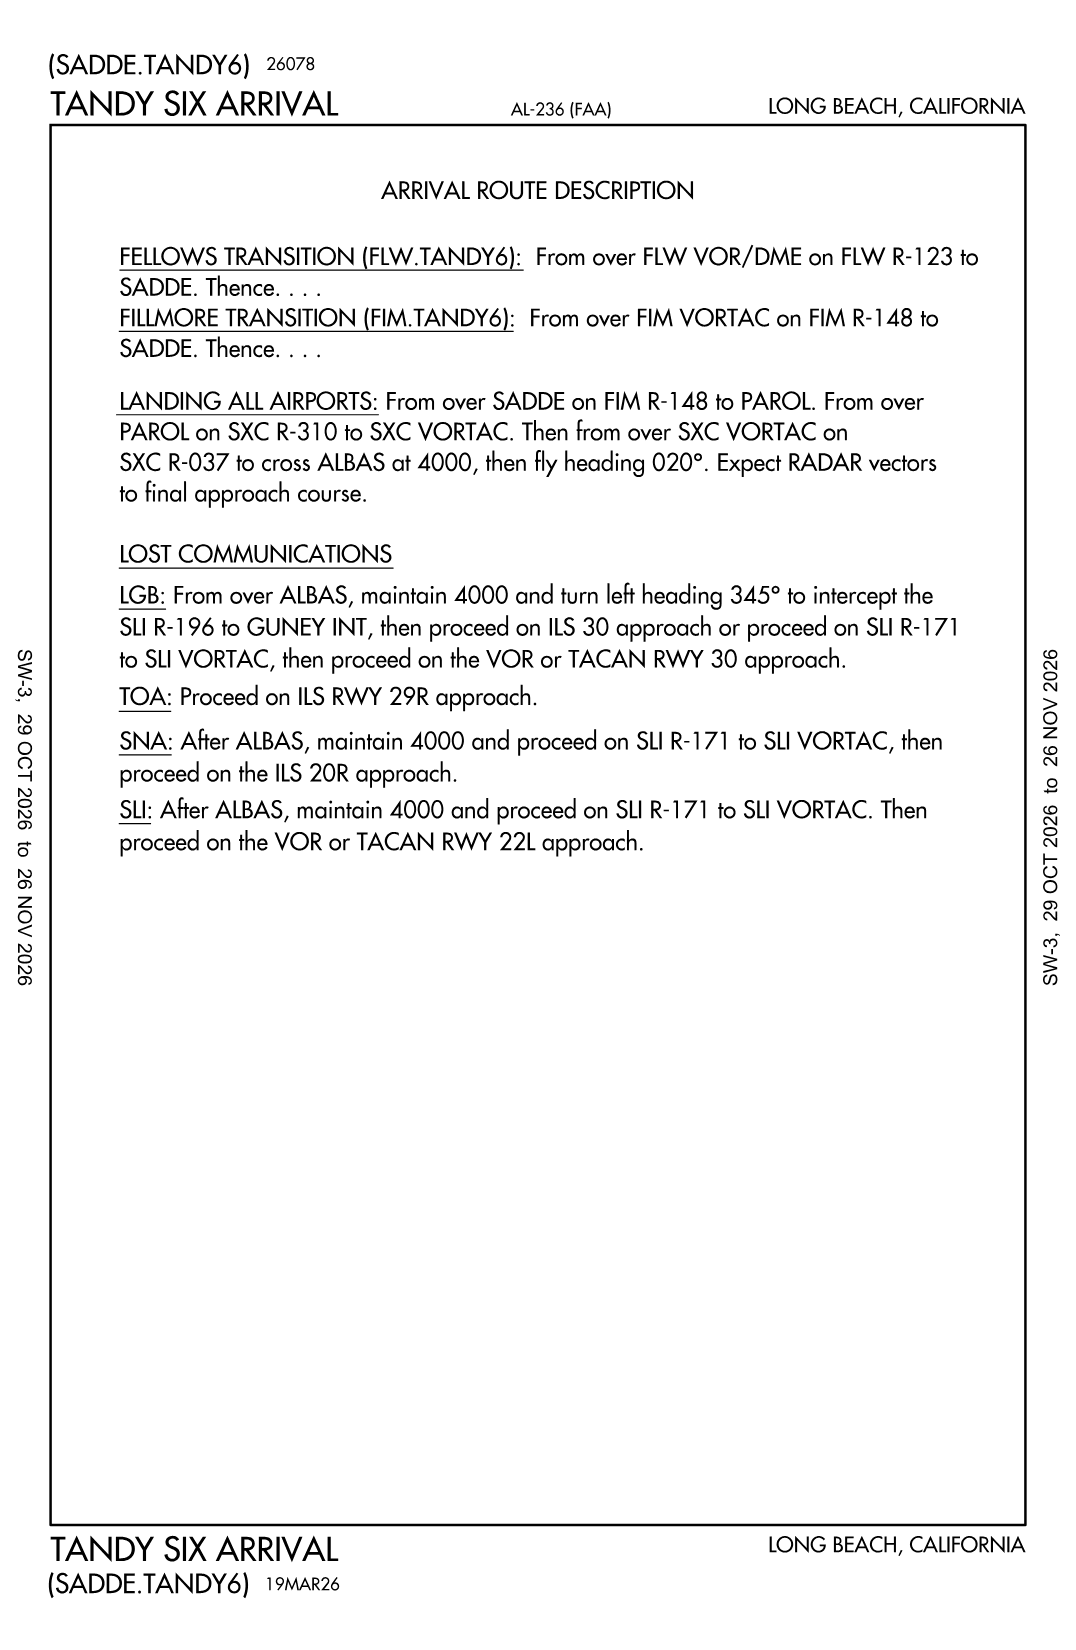 (SADDE.TANDY6) 26078
TANDY SIX ARRIVAL
AL-236 (FAA)
LONG BEACH, CALIFORNIA
ARRIVAL ROUTE DESCRIPTION
FELLOWS TRANSITION (FLW.TANDY6): From over FLW VOR/DME on FLW R-123 to
SADDE. Thence. . . .
FILLMORE TRANSITION (FIM.TANDY6): From over FIM VORTAC on FIM R-148 to
SADDE. Thence. . . .
LANDING ALL AIRPORTS: From over SADDE on FIM R-148 to PAROL. From over
PAROL on SXC R-310 to SXC VORTAC. Then from over SXC VORTAC on
SXC R-037 to cross ALBAS at 4000, then fly heading 020°. Expect RADAR vectors
to final approach course.
LOST COMMUNICATIONS
LGB: From over ALBAS, maintain 4000 and turn left heading 345° to intercept the
SLI R-196 to GUNEY INT, then proceed on ILS 30 approach or proceed on SLI R-171
to SLI VORTAC, then proceed on the VOR or TACAN RWY 30 approach.
TOA: Proceed on ILS RWY 29R approach.
SNA: After ALBAS, maintain 4000 and proceed on SLI R-171 to SLI VORTAC, then
proceed on the ILS 20R approach.
SLI: After ALBAS, maintain 4000 and proceed on SLI R-171 to SLI VORTAC. Then
proceed on the VOR or TACAN RWY 22L approach.
SW-3, 29 OCT 2026 to 26 NOV 2026
SW-3, 29 OCT 2026 to 26 NOV 2026
TANDY SIX ARRIVAL
LONG BEACH, CALIFORNIA
(SADDE.TANDY6) 19MAR26